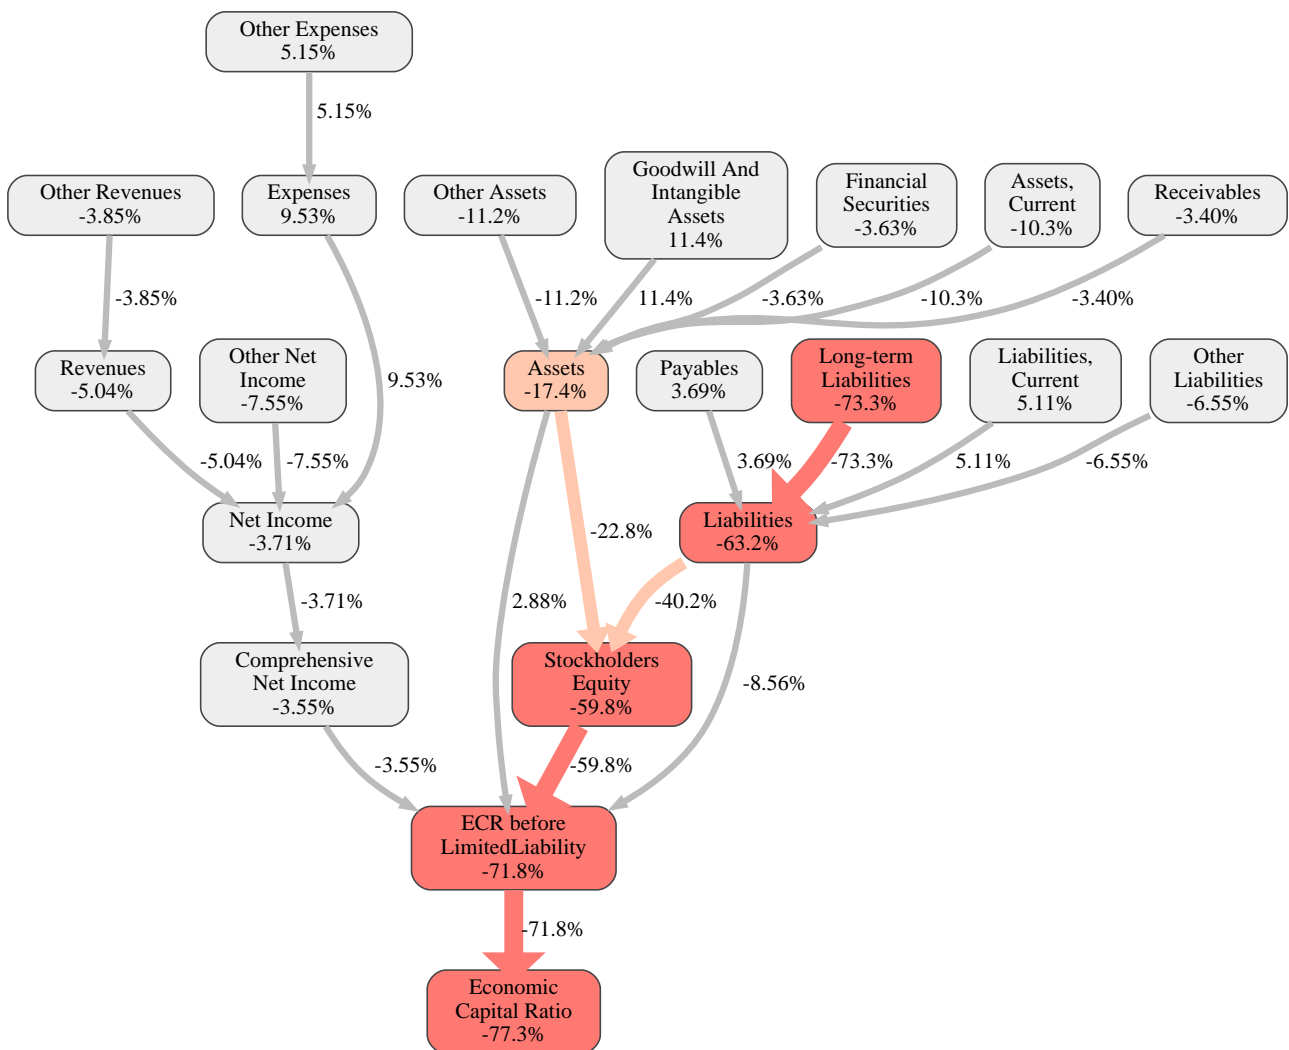 Other Expenses
5.15%
5.15%
Other Revenues
-3.85%
Expenses
9.53%
Other Assets
-11.2%
Goodwill And
Intangible
Assets
11.4%
Financial
Securities
-3.63%
Assets,
Current
-10.3%
Receivables
-3.40%
-3.85%
-11.2%
11.4%
-3.63%
-10.3%
-3.40%
Revenues
-5.04%
Other Net
Income
-7.55%
9.53%
Assets
-17.4%
Payables
3.69%
Long-term
Liabilities
-73.3%
Liabilities,
Current
5.11%
Other
Liabilities
-6.55%
-5.04%
-7.55%
3.69%
-73.3%
5.11%
-6.55%
Net Income
-3.71%
-22.8%
Liabilities
-63.2%
-3.71%
2.88%
-40.2%
Comprehensive
Net Income
-3.55%
Stockholders
Equity
-59.8%
-8.56%
-3.55%
-59.8%
ECR before
LimitedLiability
-71.8%
-71.8%
Economic
Capital Ratio
-77.3%